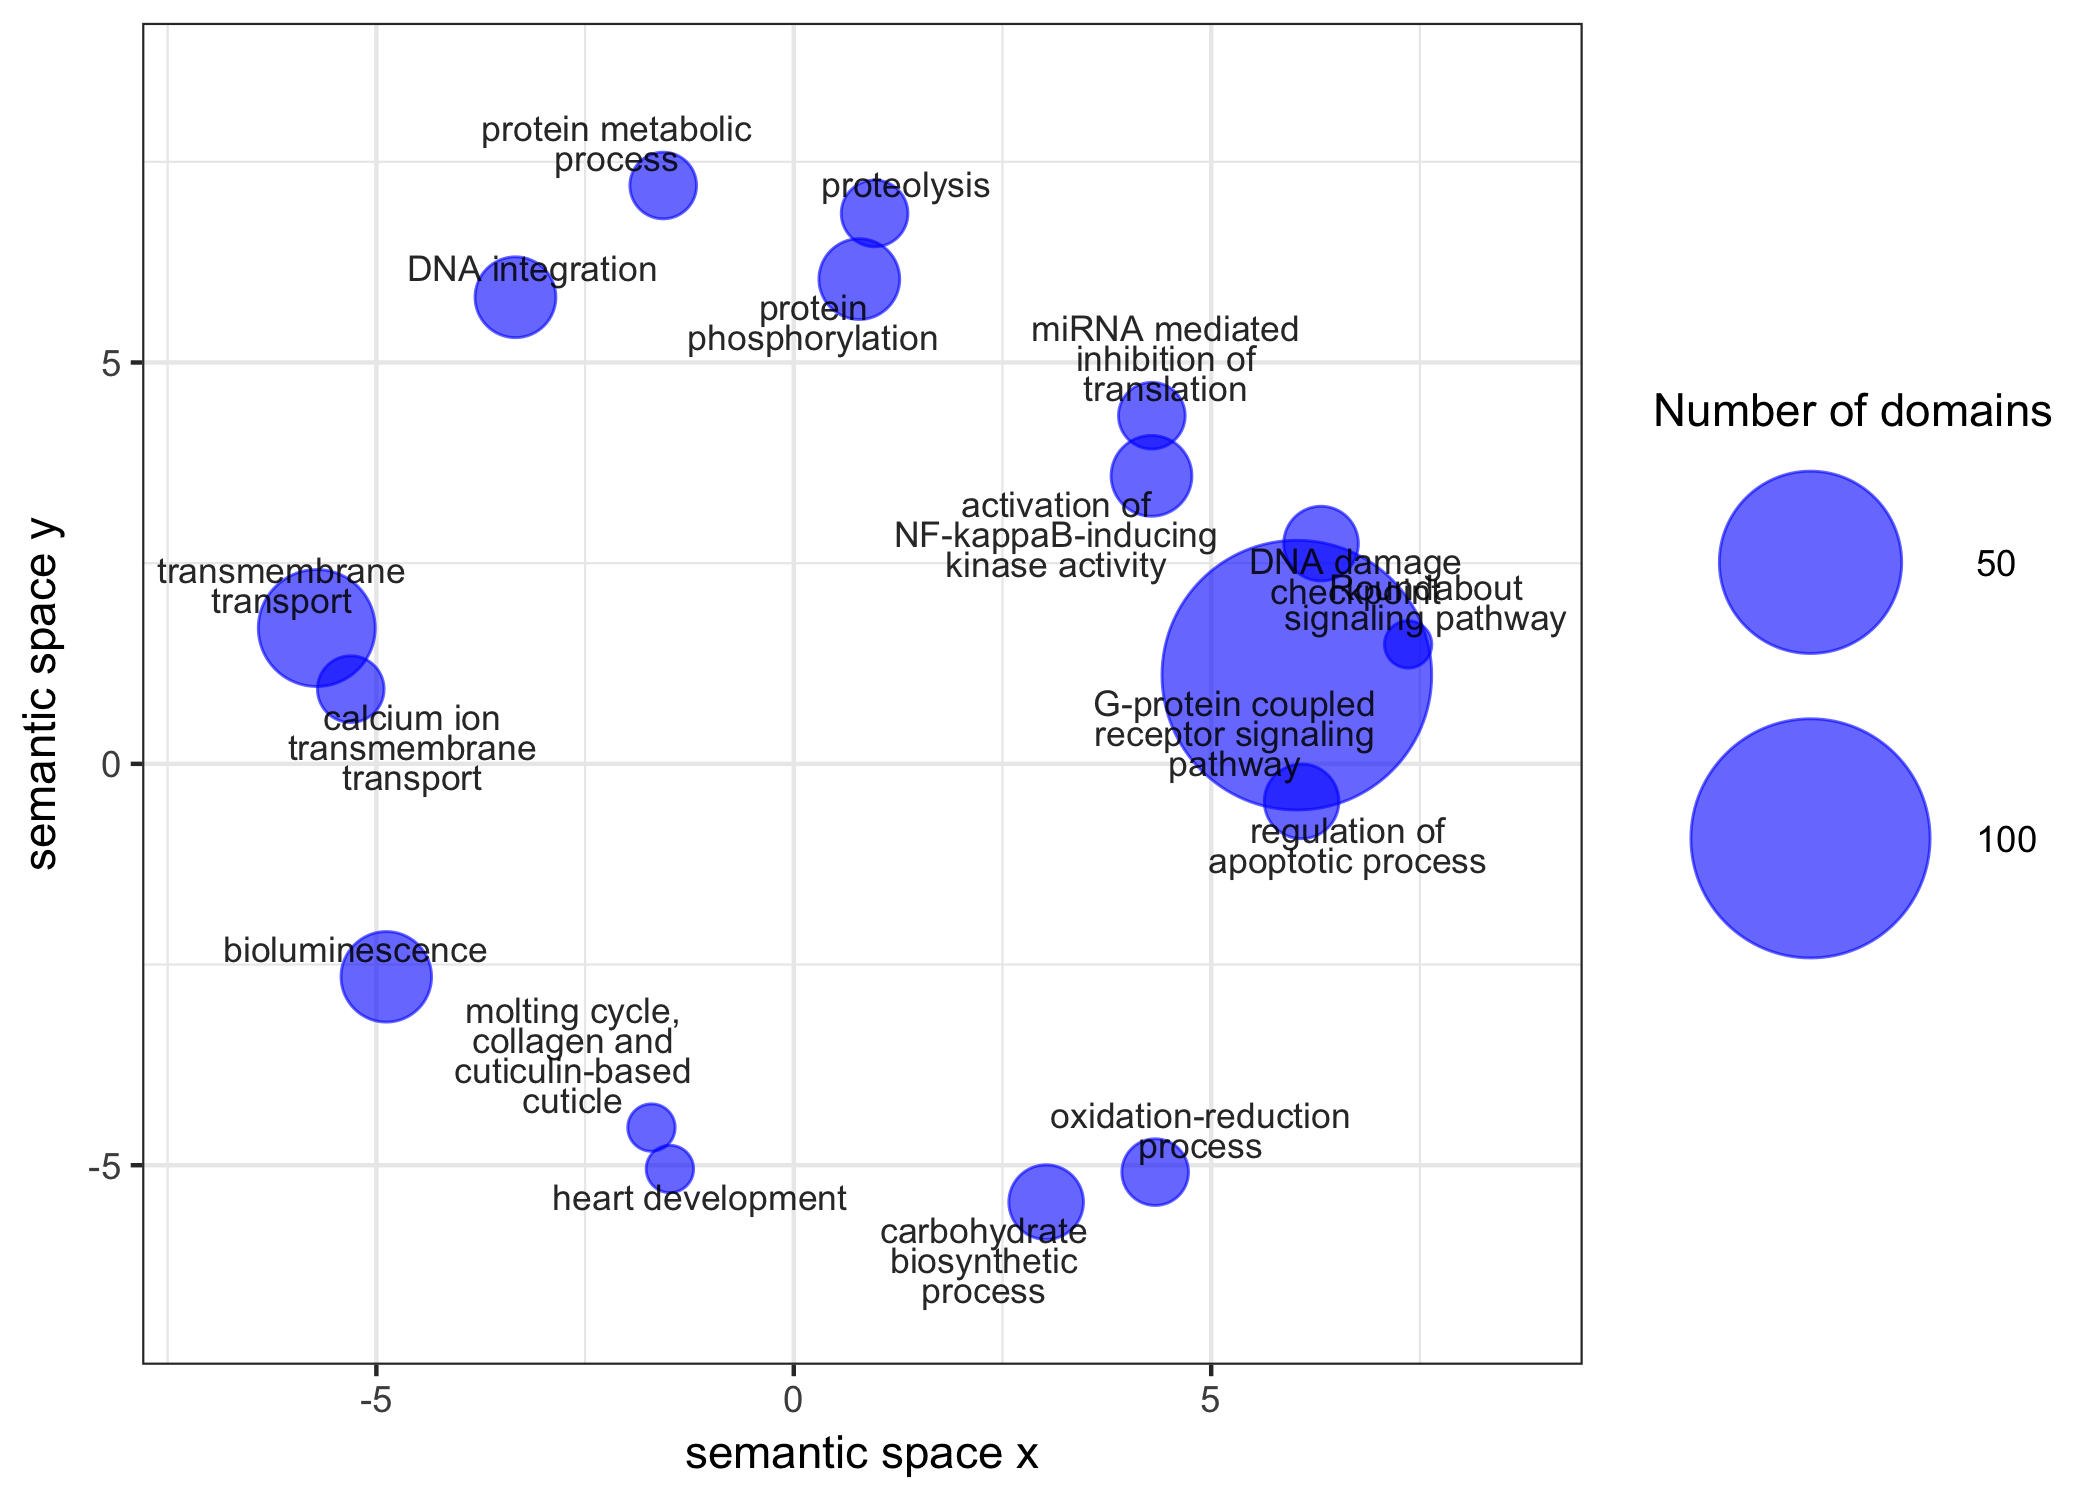 protein metabolic
process
proteolysis
DNA integration
protein
phosphorylation
miRNA mediated
inhibition of
translation
activation of
NF-kappaB-inducing
kinase activity
DNA damage
checkpoint
Roundabout
signaling pathway
transmembrane
transport
calcium ion
transmembrane
transport
G-protein coupled
receptor signaling
pathway
regulation of
apoptotic process
bioluminescence
molting cycle,
collagen and
cuticulin-based
cuticle
heart development
oxidation-reduction
process
carbohydrate
biosynthetic
process
5
0
-5
semantic space y
-5
0
5
semantic space x
Number of domains
50
100